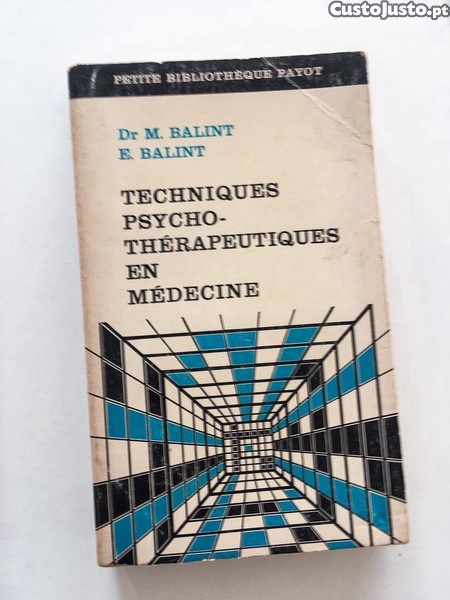 CustoJusto.pt
PETITE BIBLIOTHÈQUE PAYOT
Dr M. BALINT
E. BALINT
TECHNIQUES
PSYCHO-
THÉRAPEUTIQUES
EN
MÉDECINE